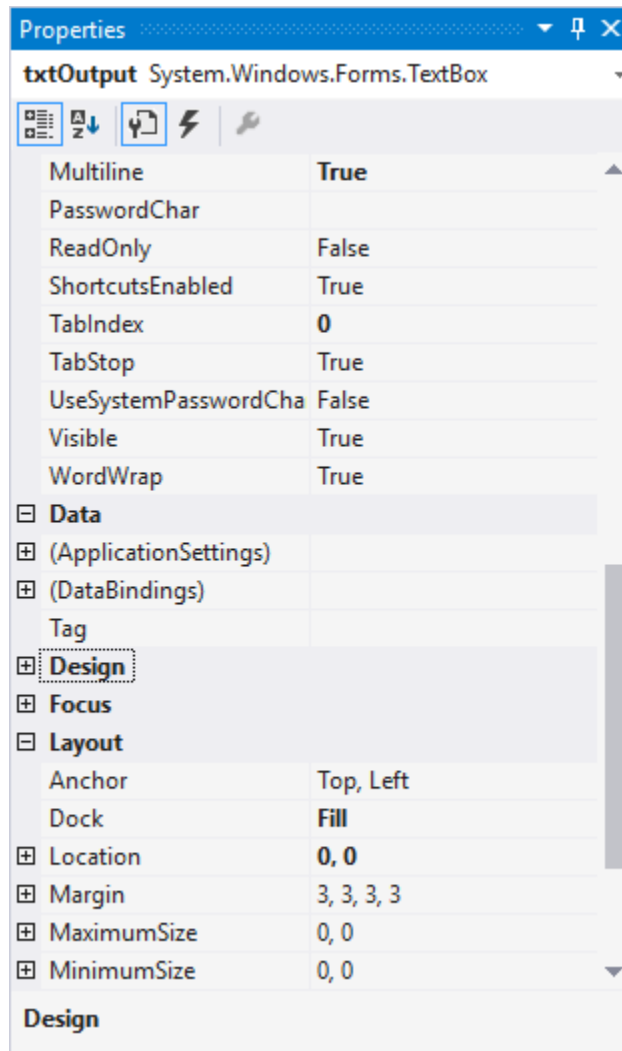 Properties
txtOutput System.Windows.Forms.TextBox
Multiline True
PasswordChar
ReadOnly False
ShortcutsEnabled True
TabIndex 0
TabStop True
UseSystemPasswordCha False
Visible True
WordWrap True
Data
(ApplicationSettings)
(DataBindings)
Tag
Design
Focus
Layout
Anchor Top, Left
Dock Fill
Location 0, 0
Margin 3, 3, 3, 3
MaximumSize 0, 0
MinimumSize 0, 0
Design